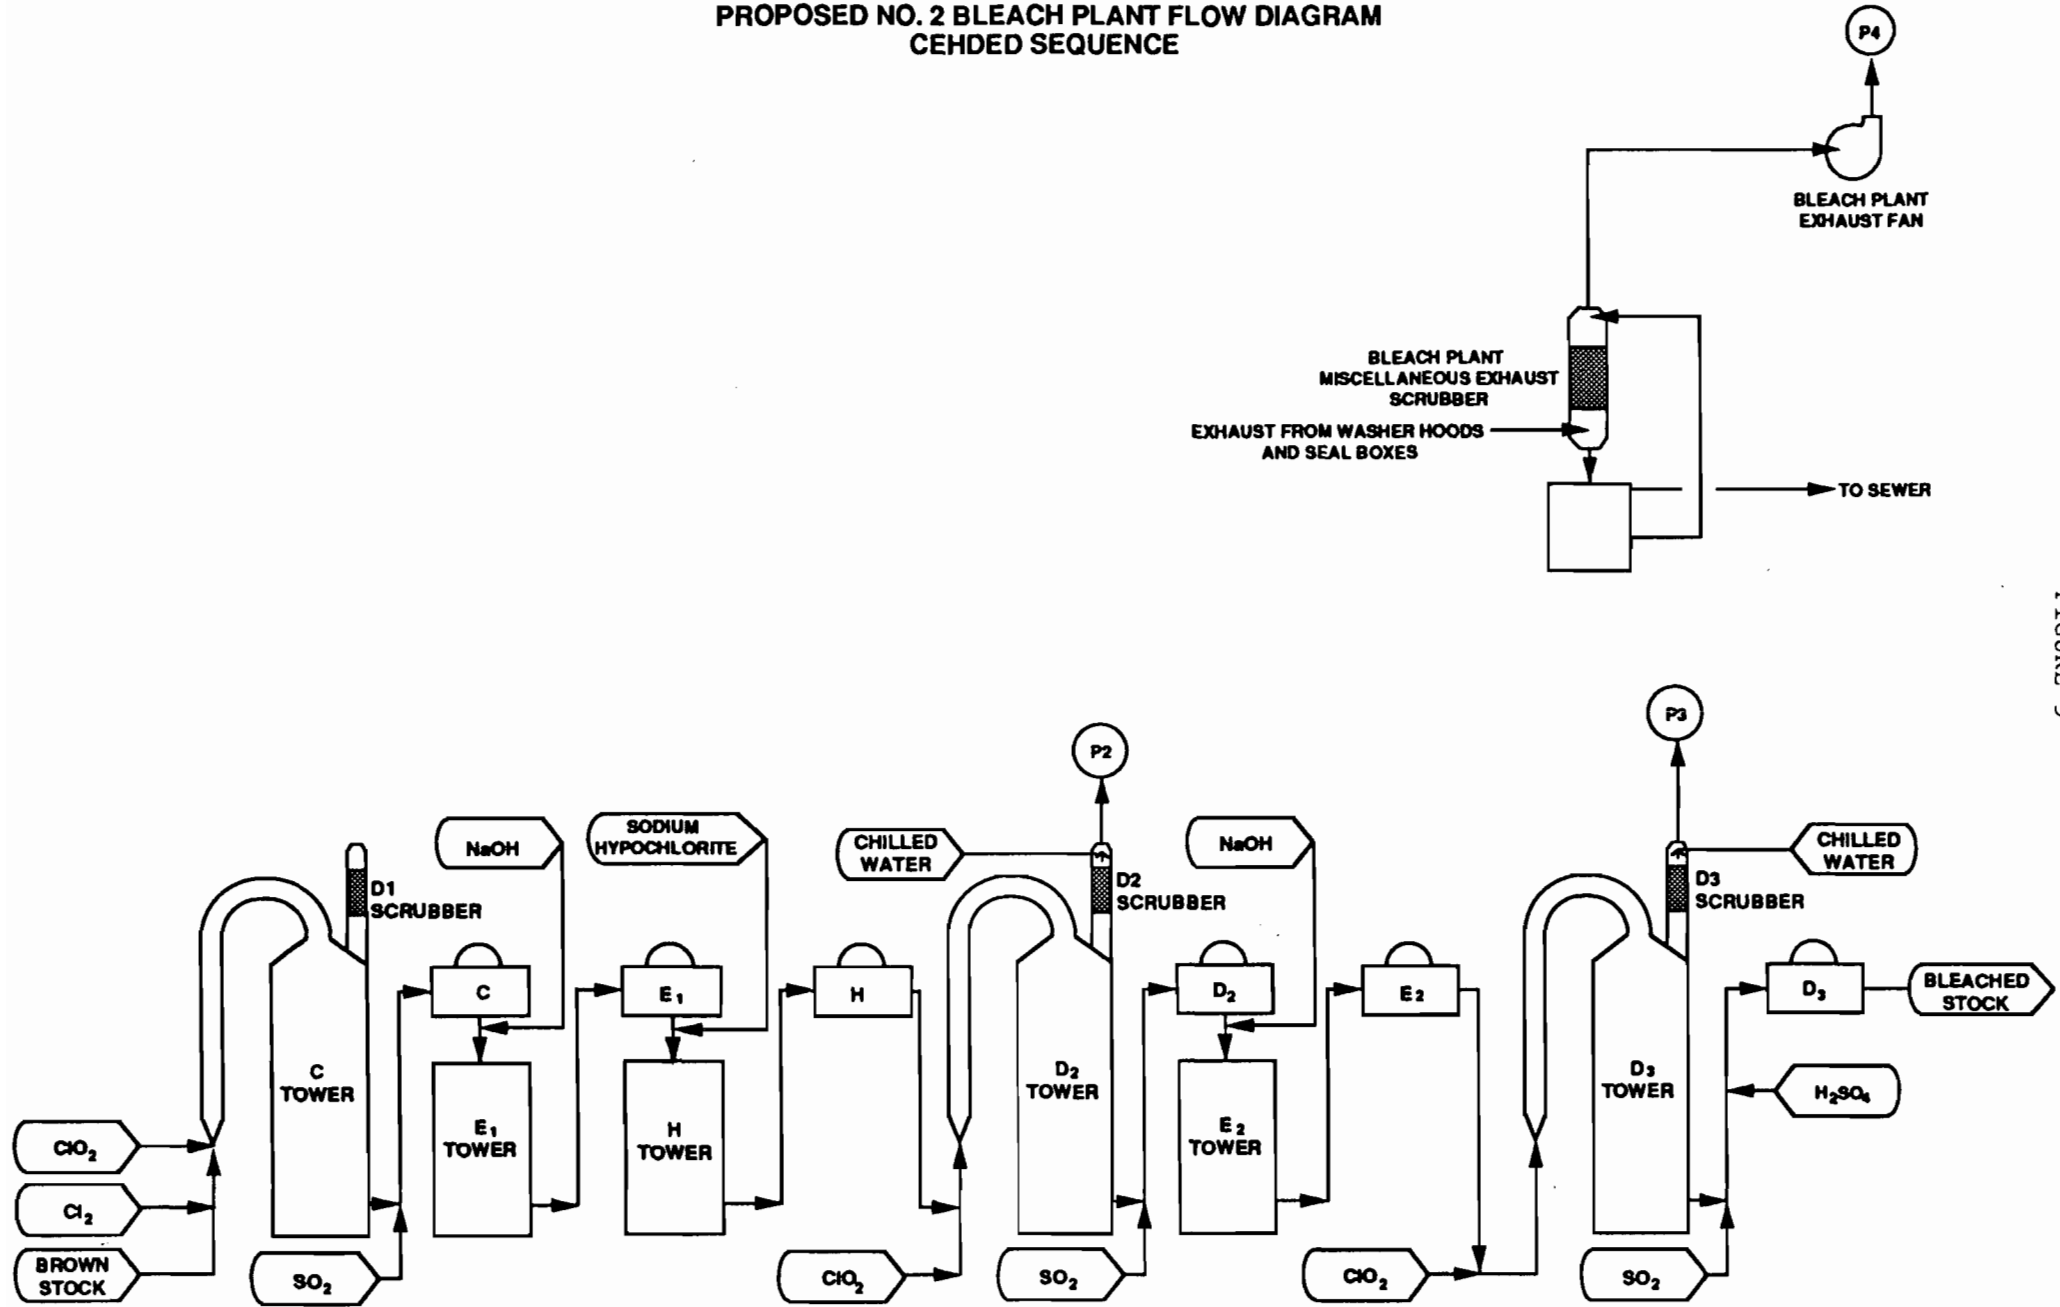 PROPOSED NO. 2 BLEACH PLANT FLOW DIAGRAM
CEHDED SEQUENCE
P4
BLEACH PLANT
EXHAUST FAN
BLEACH PLANT
MISCELLANEOUS EXHAUST
SCRUBBER
EXHAUST FROM WASHER HOODS
AND SEAL BOXES
TO SEWER
P2
P3
D1
SCRUBBER
NaOH
SODIUM
HYPOCHLORITE
CHILLED
WATER
D2
SCRUBBER
NaOH
D3
SCRUBBER
CHILLED
WATER
C
E1
H
D2
E2
D3
BLEACHED
STOCK
C
TOWER
E1
TOWER
H
TOWER
D2
TOWER
E2
TOWER
D3
TOWER
H2SO4
ClO2
Cl2
BROWN
STOCK
SO2
ClO2
SO2
ClO2
SO2